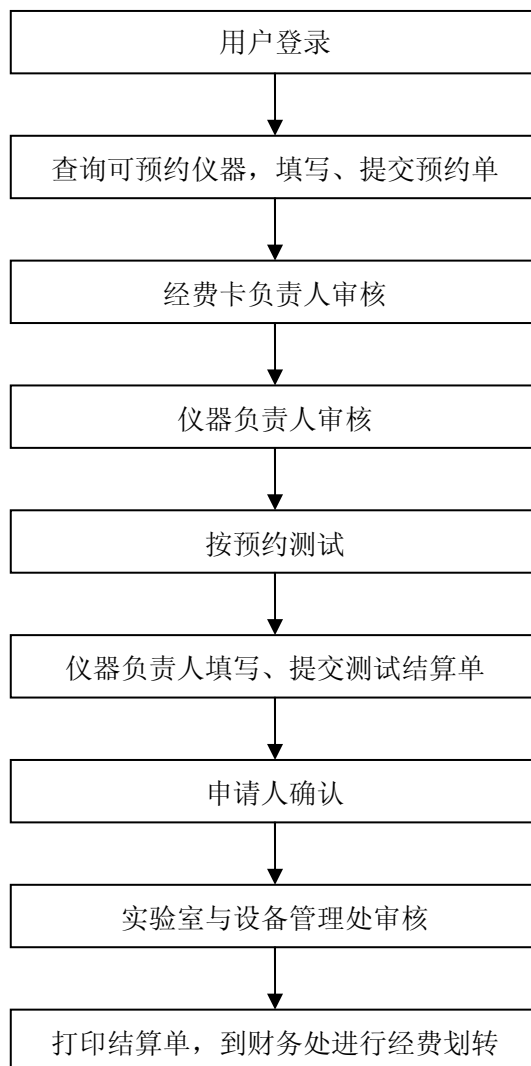 用户登录
查询可预约仪器，填写、提交预约单
经费卡负责人审核
仪器负责人审核
按预约测试
仪器负责人填写、提交测试结算单
申请人确认
实验室与设备管理处审核
打印结算单，到财务处进行经费划转